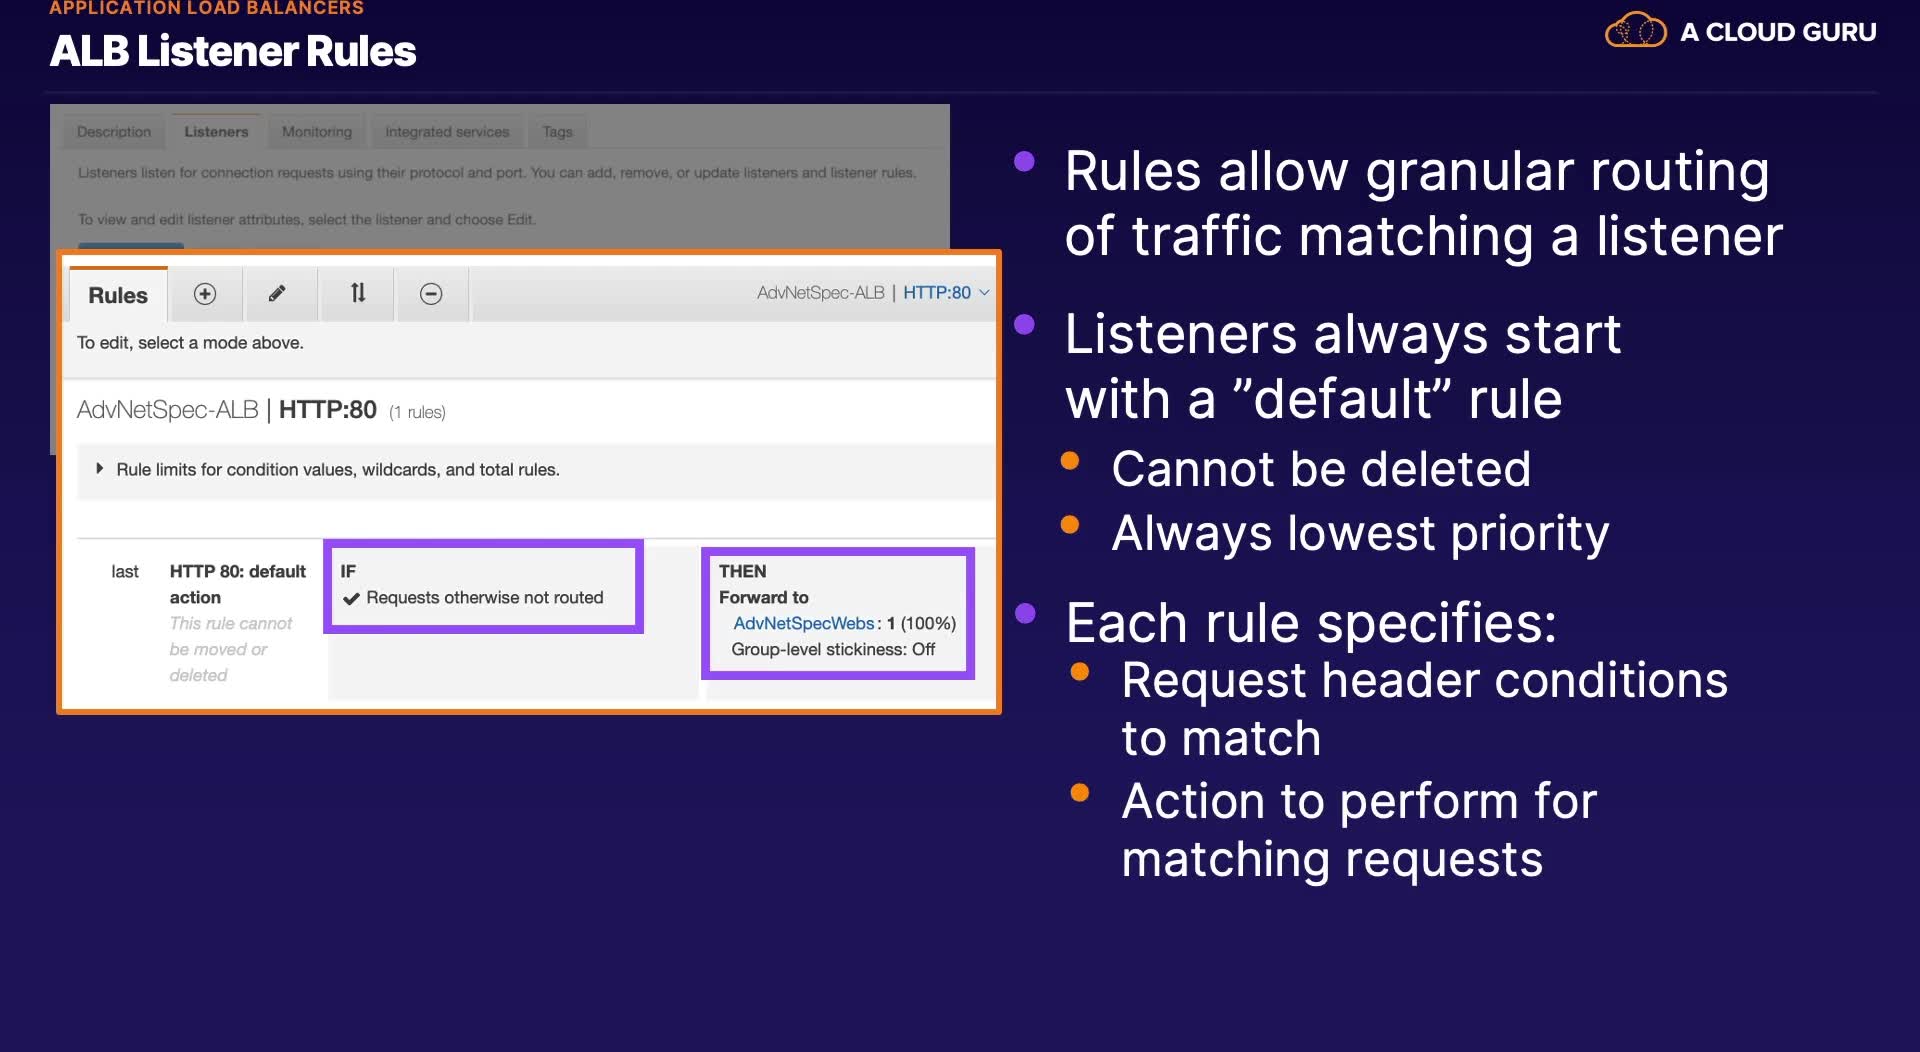 APPLICATION LOAD BALANCERS
ALB Listener Rules
A CLOUD GURU
Description Listeners Monitoring Integrated services Tags
Listeners listen for connection requests using their protocol and port. You can add, remove, or update listeners and listener rules.
To view and edit listener attributes, select the listener and choose Edit.
Rules
AdvNetSpec-ALB | HTTP:80
To edit, select a mode above.
AdvNetSpec-ALB | HTTP:80 (1 rules)
Rule limits for condition values, wildcards, and total rules.
last
HTTP 80: default
action
This rule cannot
be moved or
deleted
IF
Requests otherwise not routed
THEN
Forward to
AdvNetSpecWebs: 1 (100%)
Group-level stickiness: Off
Rules allow granular routing
of traffic matching a listener
Listeners always start
with a ”default” rule
Cannot be deleted
Always lowest priority
Each rule specifies:
Request header conditions
to match
Action to perform for
matching requests